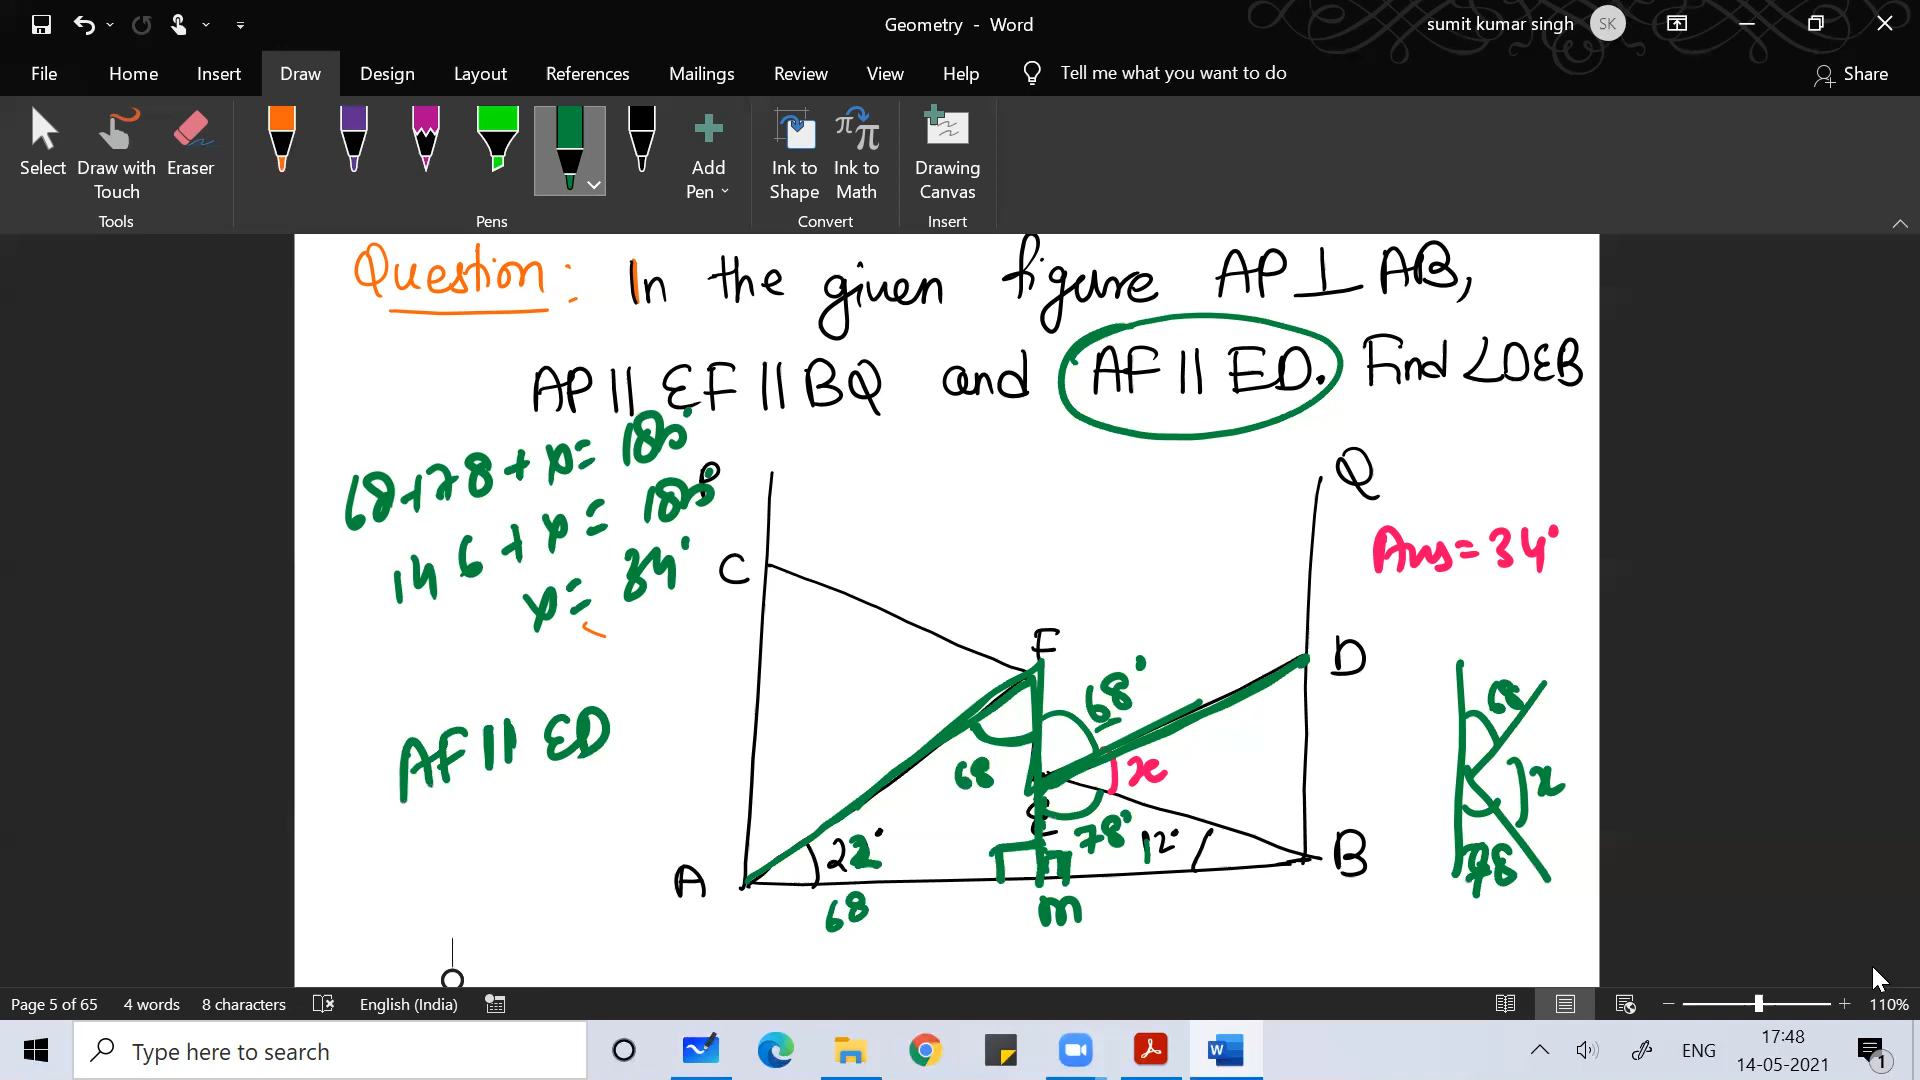 Geometry - Word
sumit kumar singh
SK
File Home Insert Draw Design Layout References Mailings Review View Help Tell me what you want to do
Share
Select
Draw with Touch
Eraser
Add Pen
Ink to Shape
Ink to Math
Drawing Canvas
Tools
Pens
Convert
Insert
Question: In the given figure AP⊥AB,
AP || EF || BQ and AF || ED. Find ∠DEB
68+78+x=180°
146+x=180°
x=34°
P
Q
C
Ans=34°
F
D
68°
68
x
AF || ED
68
x
78
E
78°
22°
12°
A
B
68
m
Page 5 of 65 4 words 8 characters English (India)
110%
Type here to search
ENG
17:48
14-05-2021
1